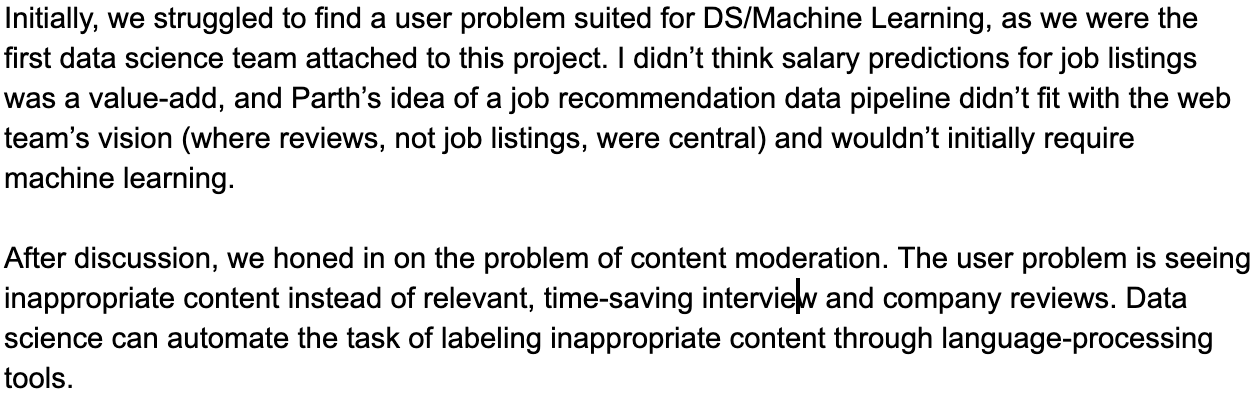 Initially, we struggled to find a user problem suited for DS/Machine Learning, as we were the
first data science team attached to this project. I didn’t think salary predictions for job listings
was a value-add, and Parth’s idea of a job recommendation data pipeline didn’t fit with the web
team’s vision (where reviews, not job listings, were central) and wouldn’t initially require
machine learning.
After discussion, we honed in on the problem of content moderation. The user problem is seeing
inappropriate content instead of relevant, time-saving interview and company reviews. Data
science can automate the task of labeling inappropriate content through language-processing
tools.